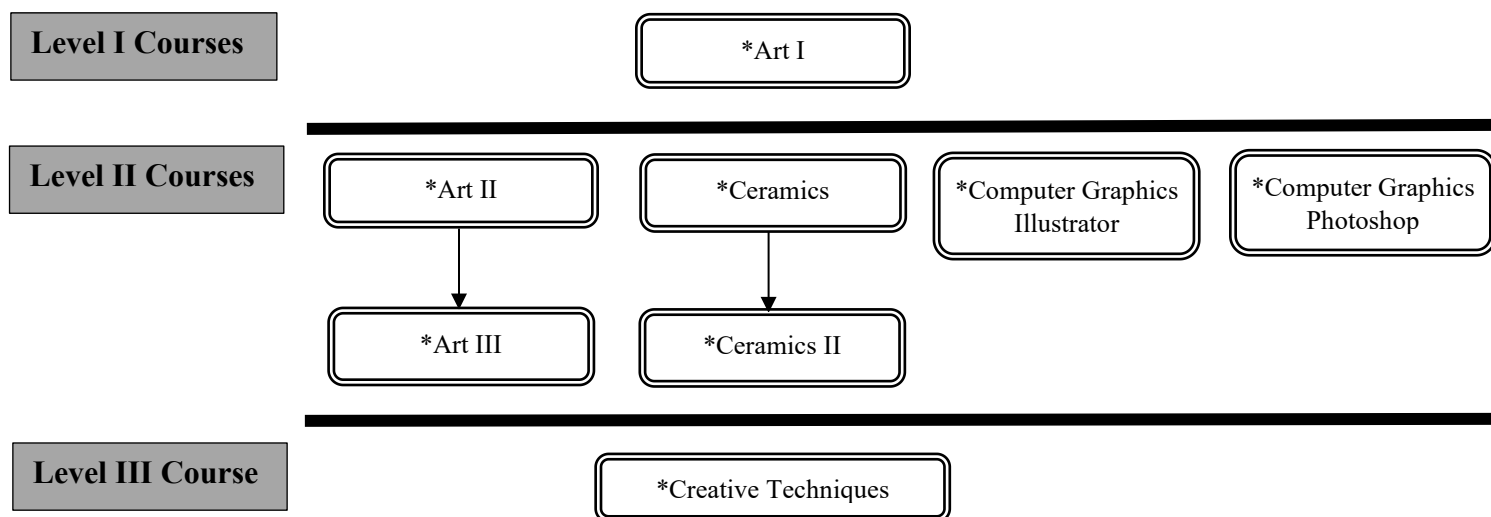 Level I Courses
*Art I
Level II Courses
*Art II
*Ceramics
*Computer Graphics
Illustrator
*Computer Graphics
Photoshop
*Art III
*Ceramics II
Level III Course
*Creative Techniques